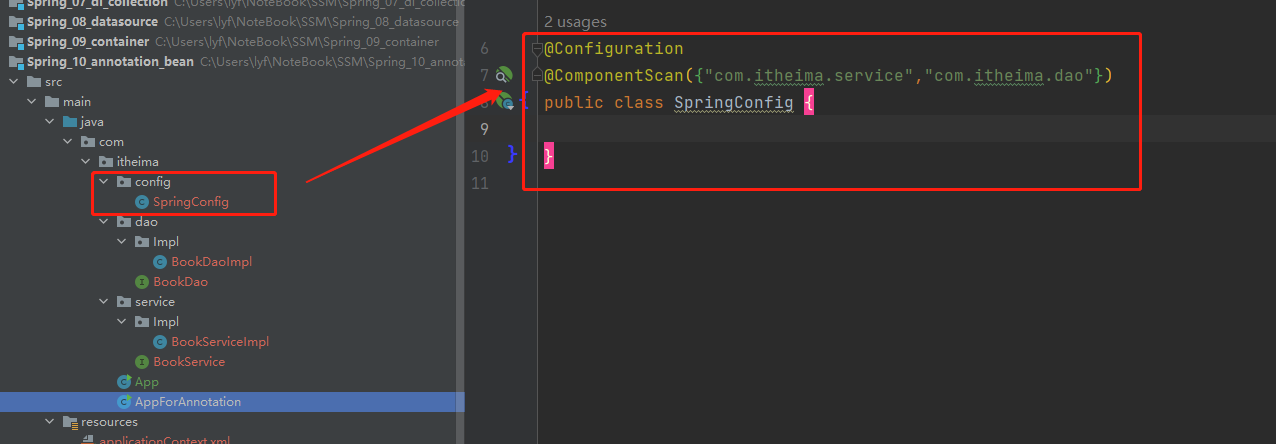 Spring_07_di_collection C:\Users\lyf\NoteBook\SSM\Spring_07_di_collectio
Spring_08_datasource C:\Users\lyf\NoteBook\SSM\Spring_08_datasource
Spring_09_container C:\Users\lyf\NoteBook\SSM\Spring_09_container
Spring_10_annotation_bean C:\Users\lyf\NoteBook\SSM\Spring_10_annota
src
main
java
com
itheima
config
SpringConfig
dao
Impl
BookDaoImpl
BookDao
service
Impl
BookServiceImpl
BookService
App
AppForAnnotation
resources
applicationContext.xml
2 usages
6 @Configuration
7 @ComponentScan({"com.itheima.service","com.itheima.dao"})
8 public class SpringConfig {
9
10 }
11